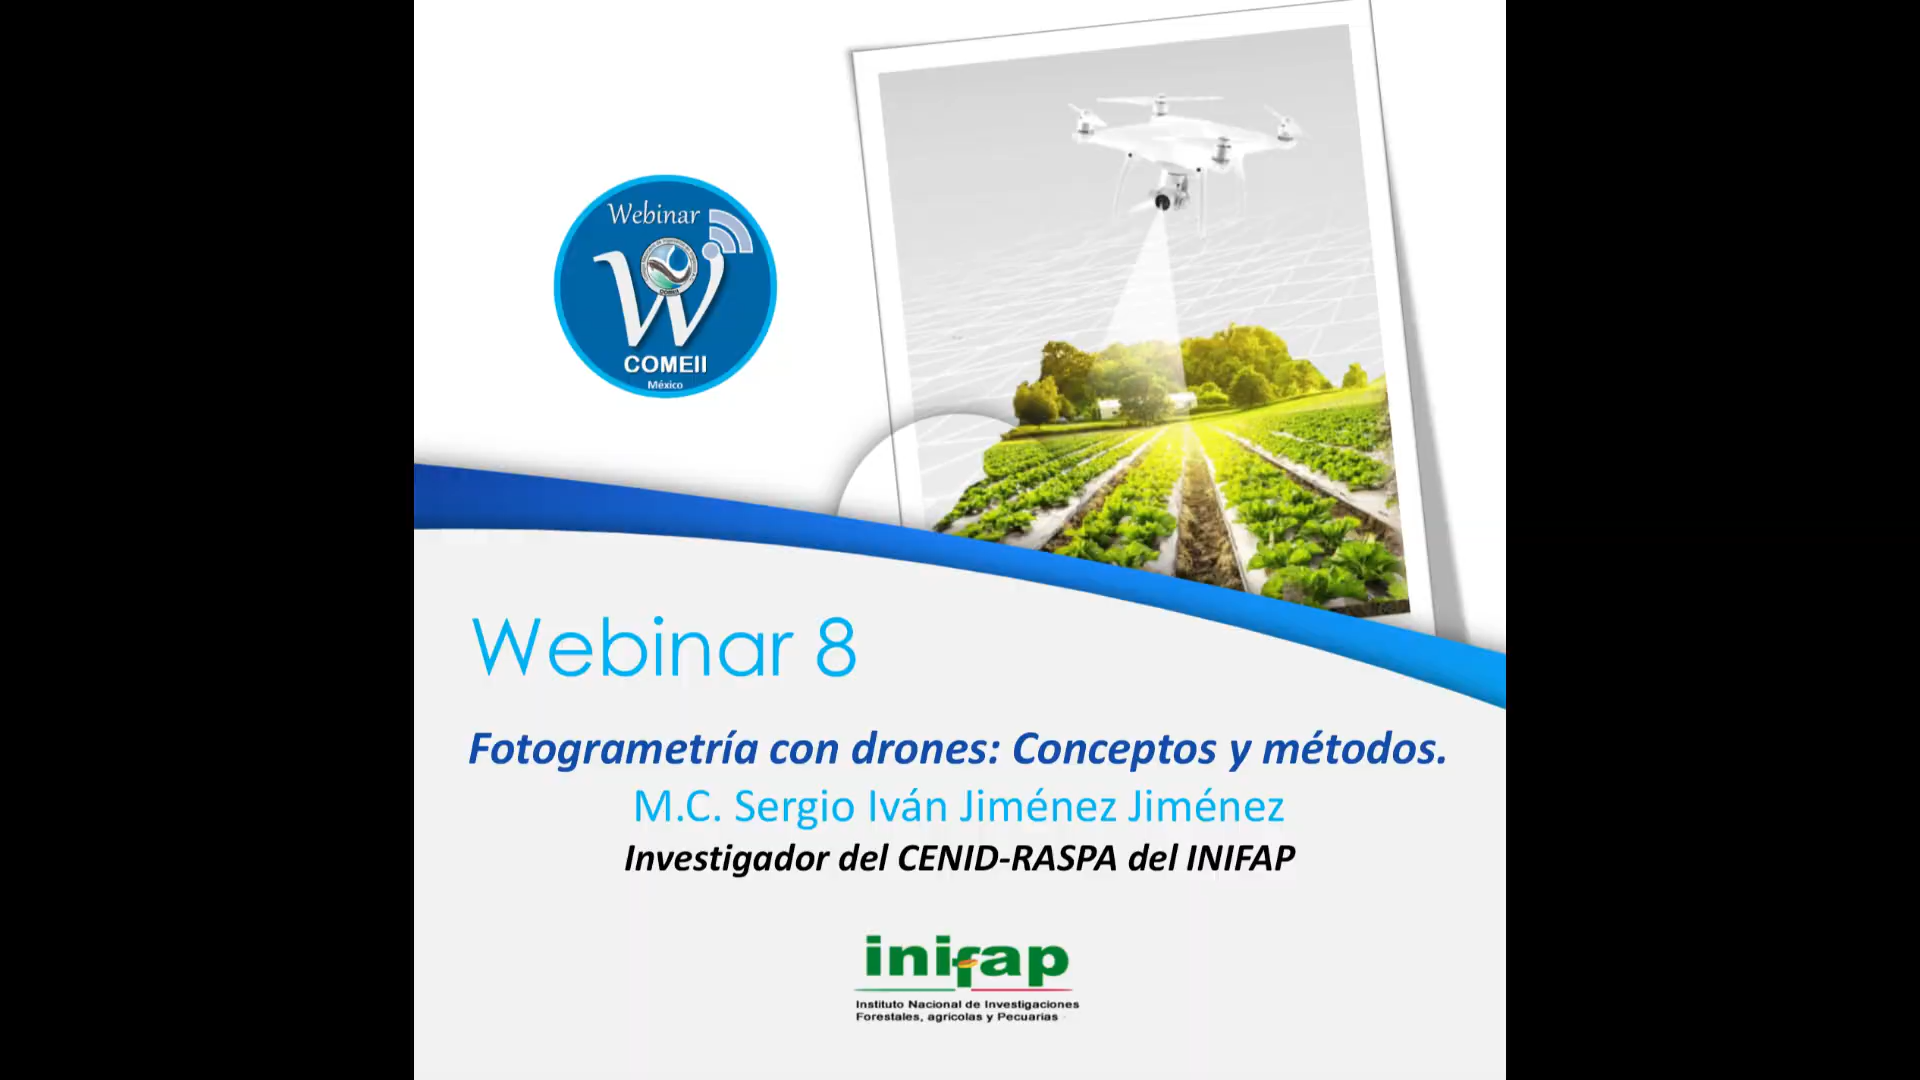 Webinar
W
COMEII
México
Webinar 8
Fotogrametría con drones: Conceptos y métodos.
M.C. Sergio Iván Jiménez Jiménez
Investigador del CENID-RASPA del INIFAP
inifap
Instituto Nacional de Investigaciones
Forestales, agricolas y Pecuarias